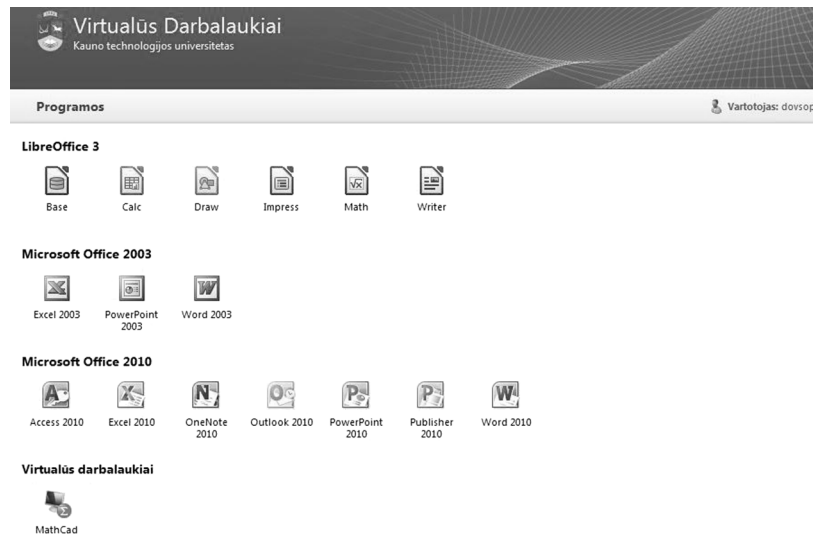 Virtualūs Darbalaukiai
Kauno technologijos universitetas
Programos
Vartotojas: dovsop
LibreOffice 3
Base Calc Draw Impress Math Writer
Microsoft Office 2003
Excel 2003 PowerPoint 2003 Word 2003
Microsoft Office 2010
Access 2010 Excel 2010 OneNote 2010 Outlook 2010 PowerPoint 2010 Publisher 2010 Word 2010
Virtualūs darbalaukiai
MathCad